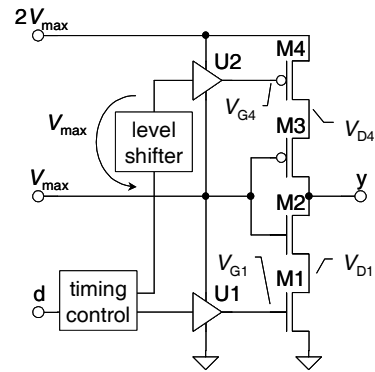 2Vmax
M4
U2
VG4
VD4
Vmax
level
shifter
M3
Vmax
y
M2
VG1
VD1
M1
d
timing
control
U1